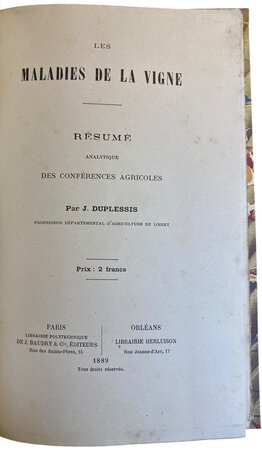 LES
MALADIES DE LA VIGNE
RÉSUMÉ
ANALYTIQUE
DES CONFÉRENCES AGRICOLES
Par J. DUPLESSIS
PROFESSEUR DÉPARTEMENTAL D'AGRICULTURE DU LOIRET
Prix : 2 francs
PARIS
LIBRAIRIE POLYTECHNIQUE
DE J. BAUDRY & Cie, ÉDITEURS
Rue des Saints-Pères, 15
ORLÉANS
LIBRAIRIE HERLUISON
Rue Jeanne-d'Arc, 17
1889
Tous droits réservés.